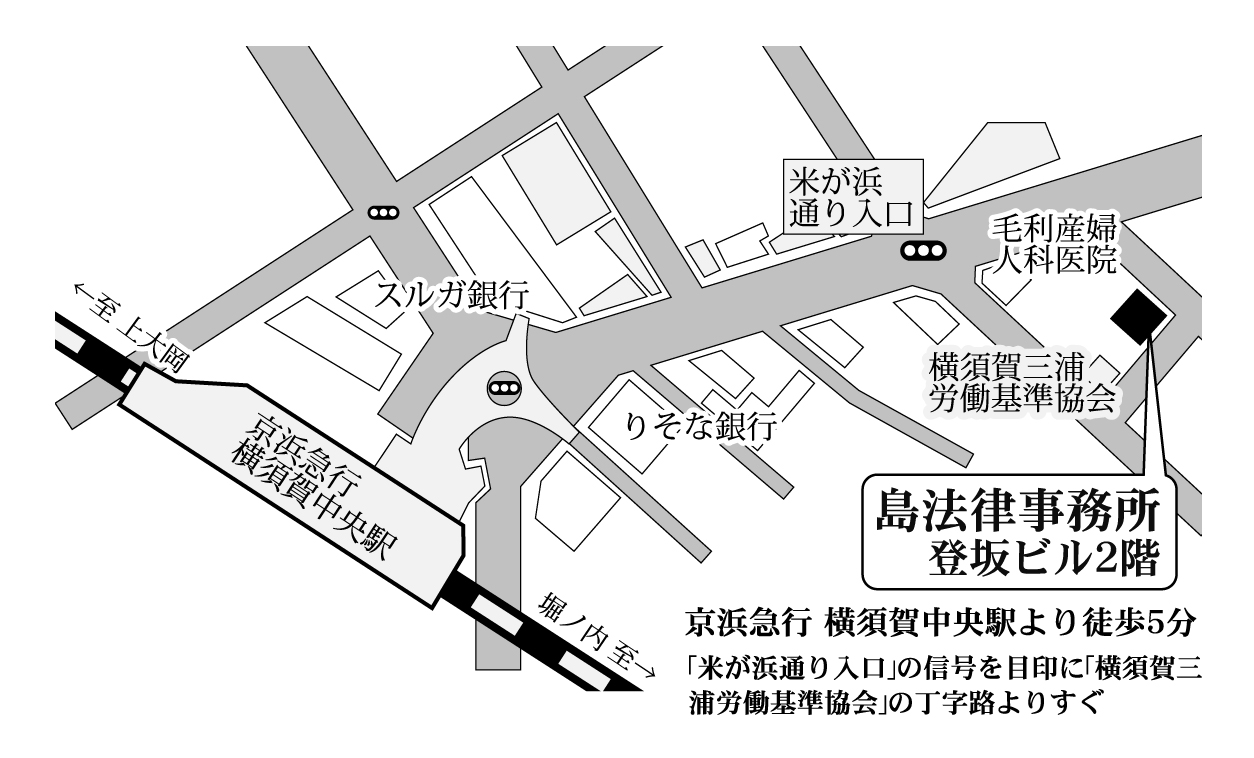 米が浜
通り入口
毛利産婦
人科医院
スルガ銀行
←至 上大岡
横須賀三浦
労働基準協会
りそな銀行
京浜急行
横須賀中央駅
島法律事務所
登坂ビル2階
堀ノ内 至→
京浜急行 横須賀中央駅より徒歩5分
「米が浜通り入口」の信号を目印に「横須賀三
浦労働基準協会」の丁字路よりすぐ